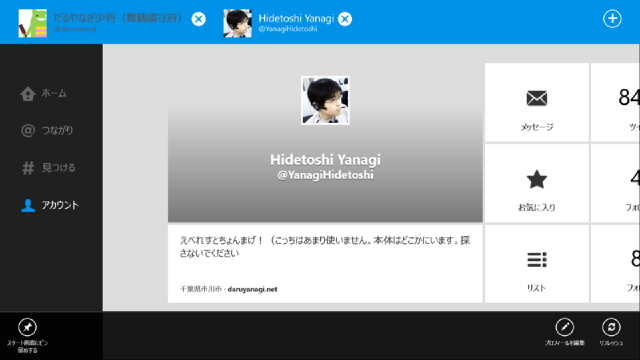 だるやなぎ少将（舞鶴鎮守府）
@daruyanagi
Hidetoshi Yanagi
@YanagiHidetoshi
ホーム
つながり
見つける
アカウント
Hidetoshi Yanagi
@YanagiHidetoshi
えべれすとちょんまげ！（こっちはあまり使いません。本体はどこかにいます。探
さないでください
千葉県市川市 · daruyanagi.net
メッセージ
84
ツイ
お気に入り
4
フォロ
リスト
8
フォロ
スタート画面にピン
留めする
プロフィールを編集
リフレッシュ